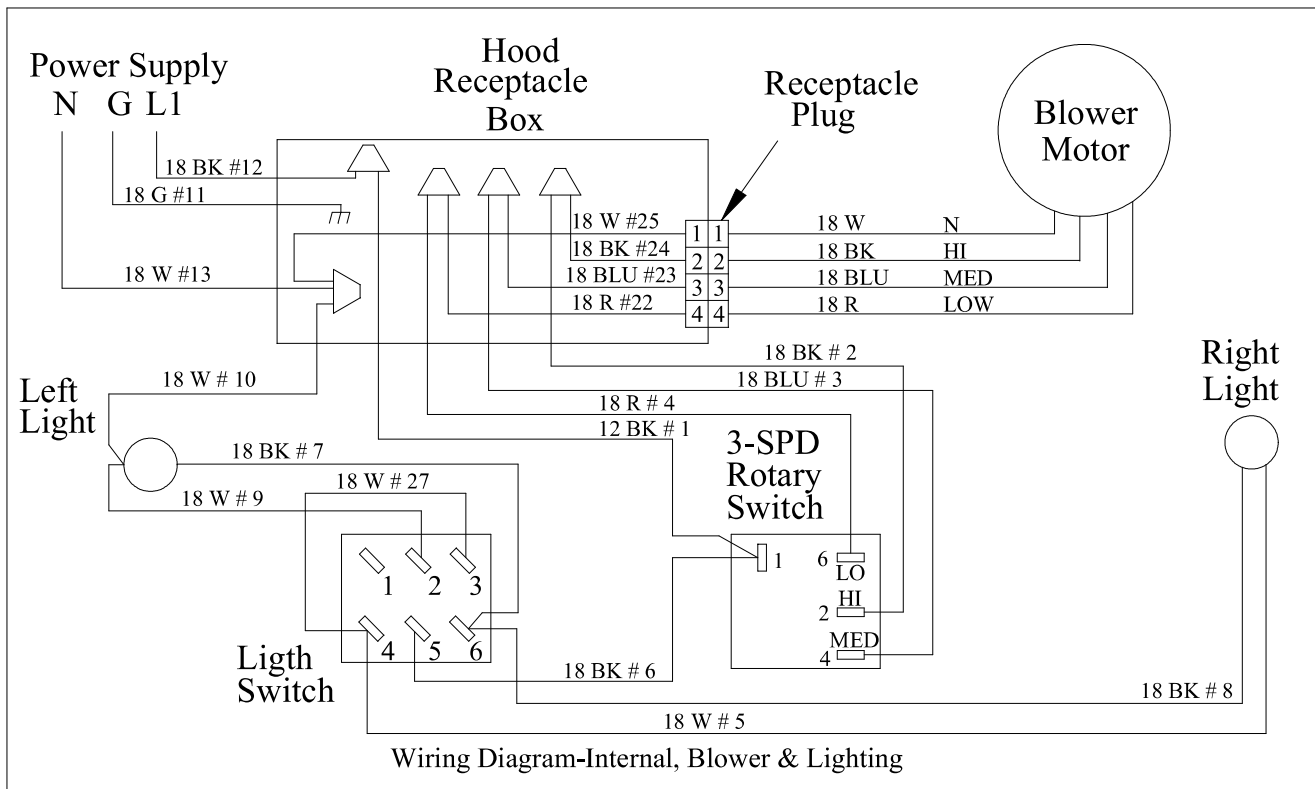 Power Supply
N G L1
Hood
Receptacle
Box
Receptacle
Plug
Blower
Motor
18 BK #12
18 G #11
18 W #13
18 W #25
18 BK #24
18 BLU #23
18 R #22
1 1
2 2
3 3
4 4
18 W N
18 BK HI
18 BLU MED
18 R LOW
18 BK # 2
18 BLU # 3
18 R # 4
12 BK # 1
18 W # 10
Left
Light
18 BK # 7
18 W # 27
18 W # 9
Right
Light
3-SPD
Rotary
Switch
1
6
LO
HI
2
MED
4
1 2 3
4 5 6
Ligth
Switch
18 BK # 6
18 BK # 8
18 W # 5
Wiring Diagram-Internal, Blower & Lighting